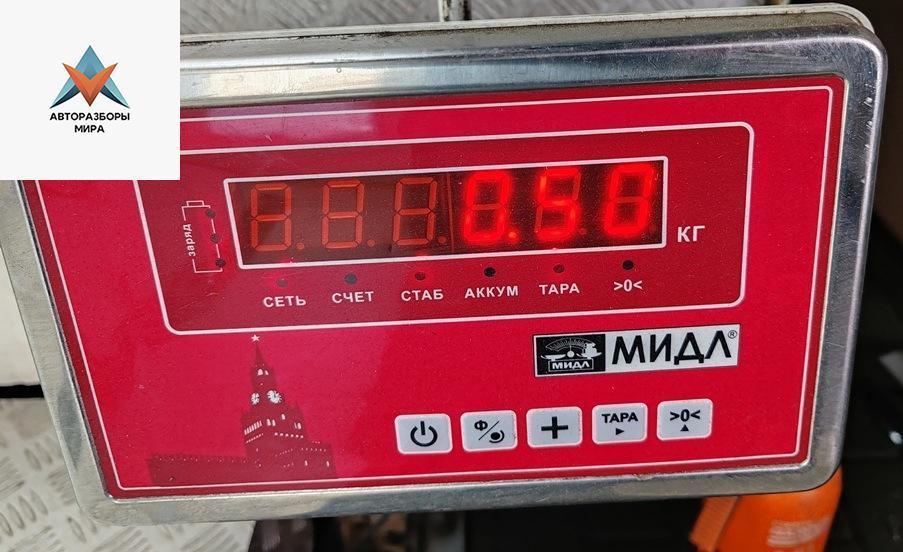 АВТОРАЗБОРЫ
МИРА
заряд
0.50
КГ
СЕТЬ СЧЕТ СТАБ АККУМ ТАРА >0<
МИДЛ МИДЛ®
Ф ТАРА >0<